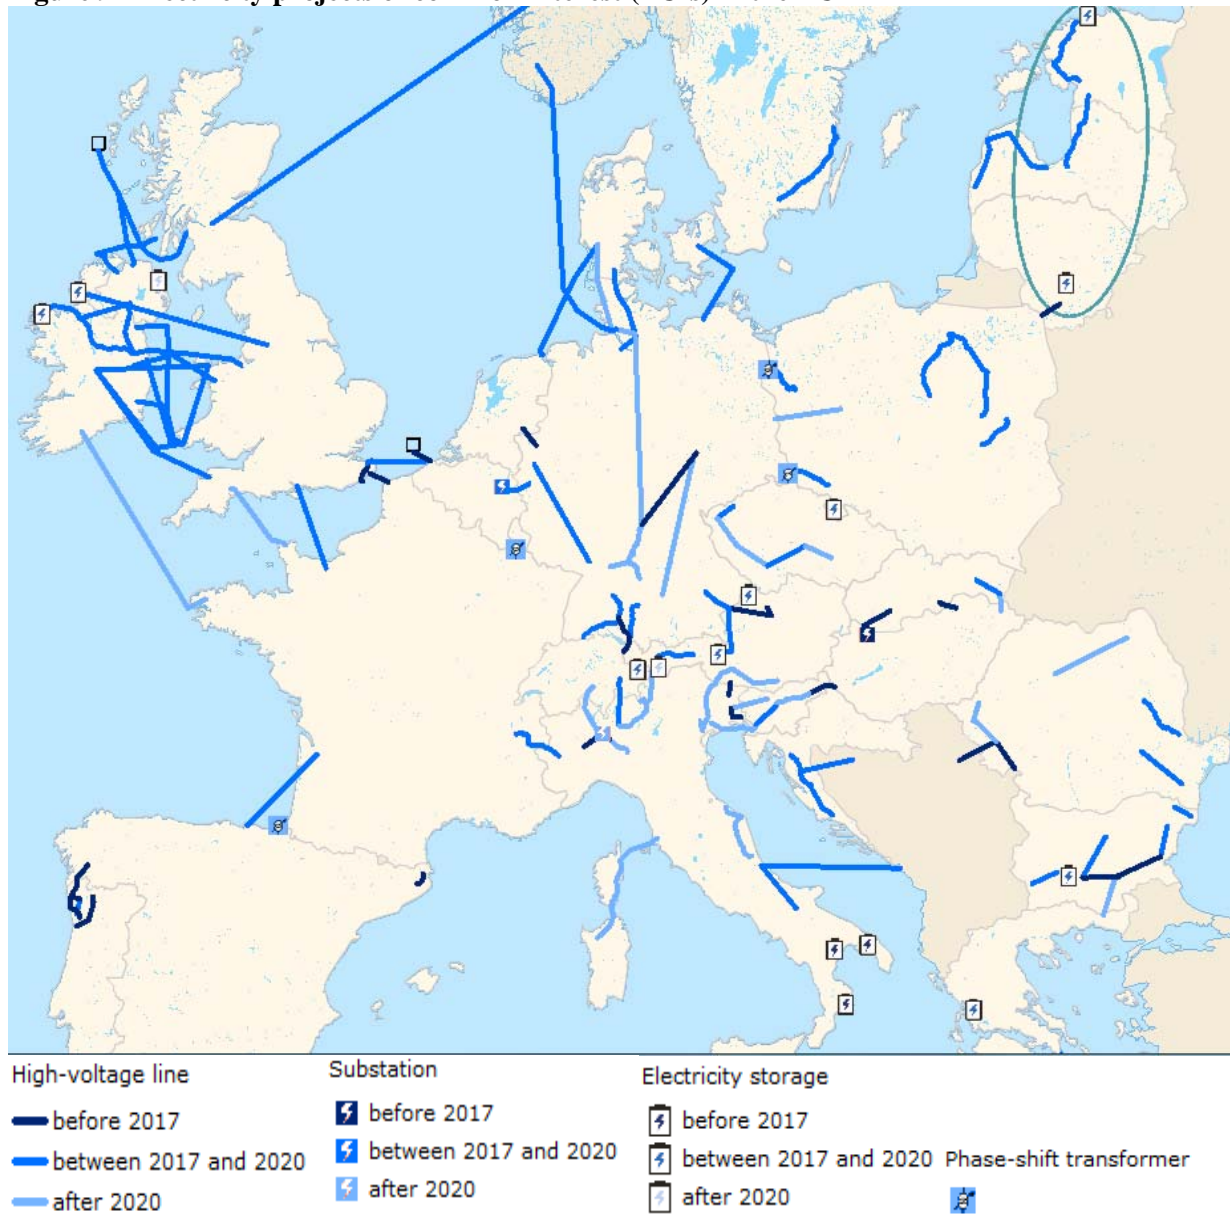 High-voltage line
before 2017
between 2017 and 2020
after 2020
Substation
before 2017
between 2017 and 2020
after 2020
Electricity storage
before 2017
between 2017 and 2020
after 2020
Phase-shift transformer